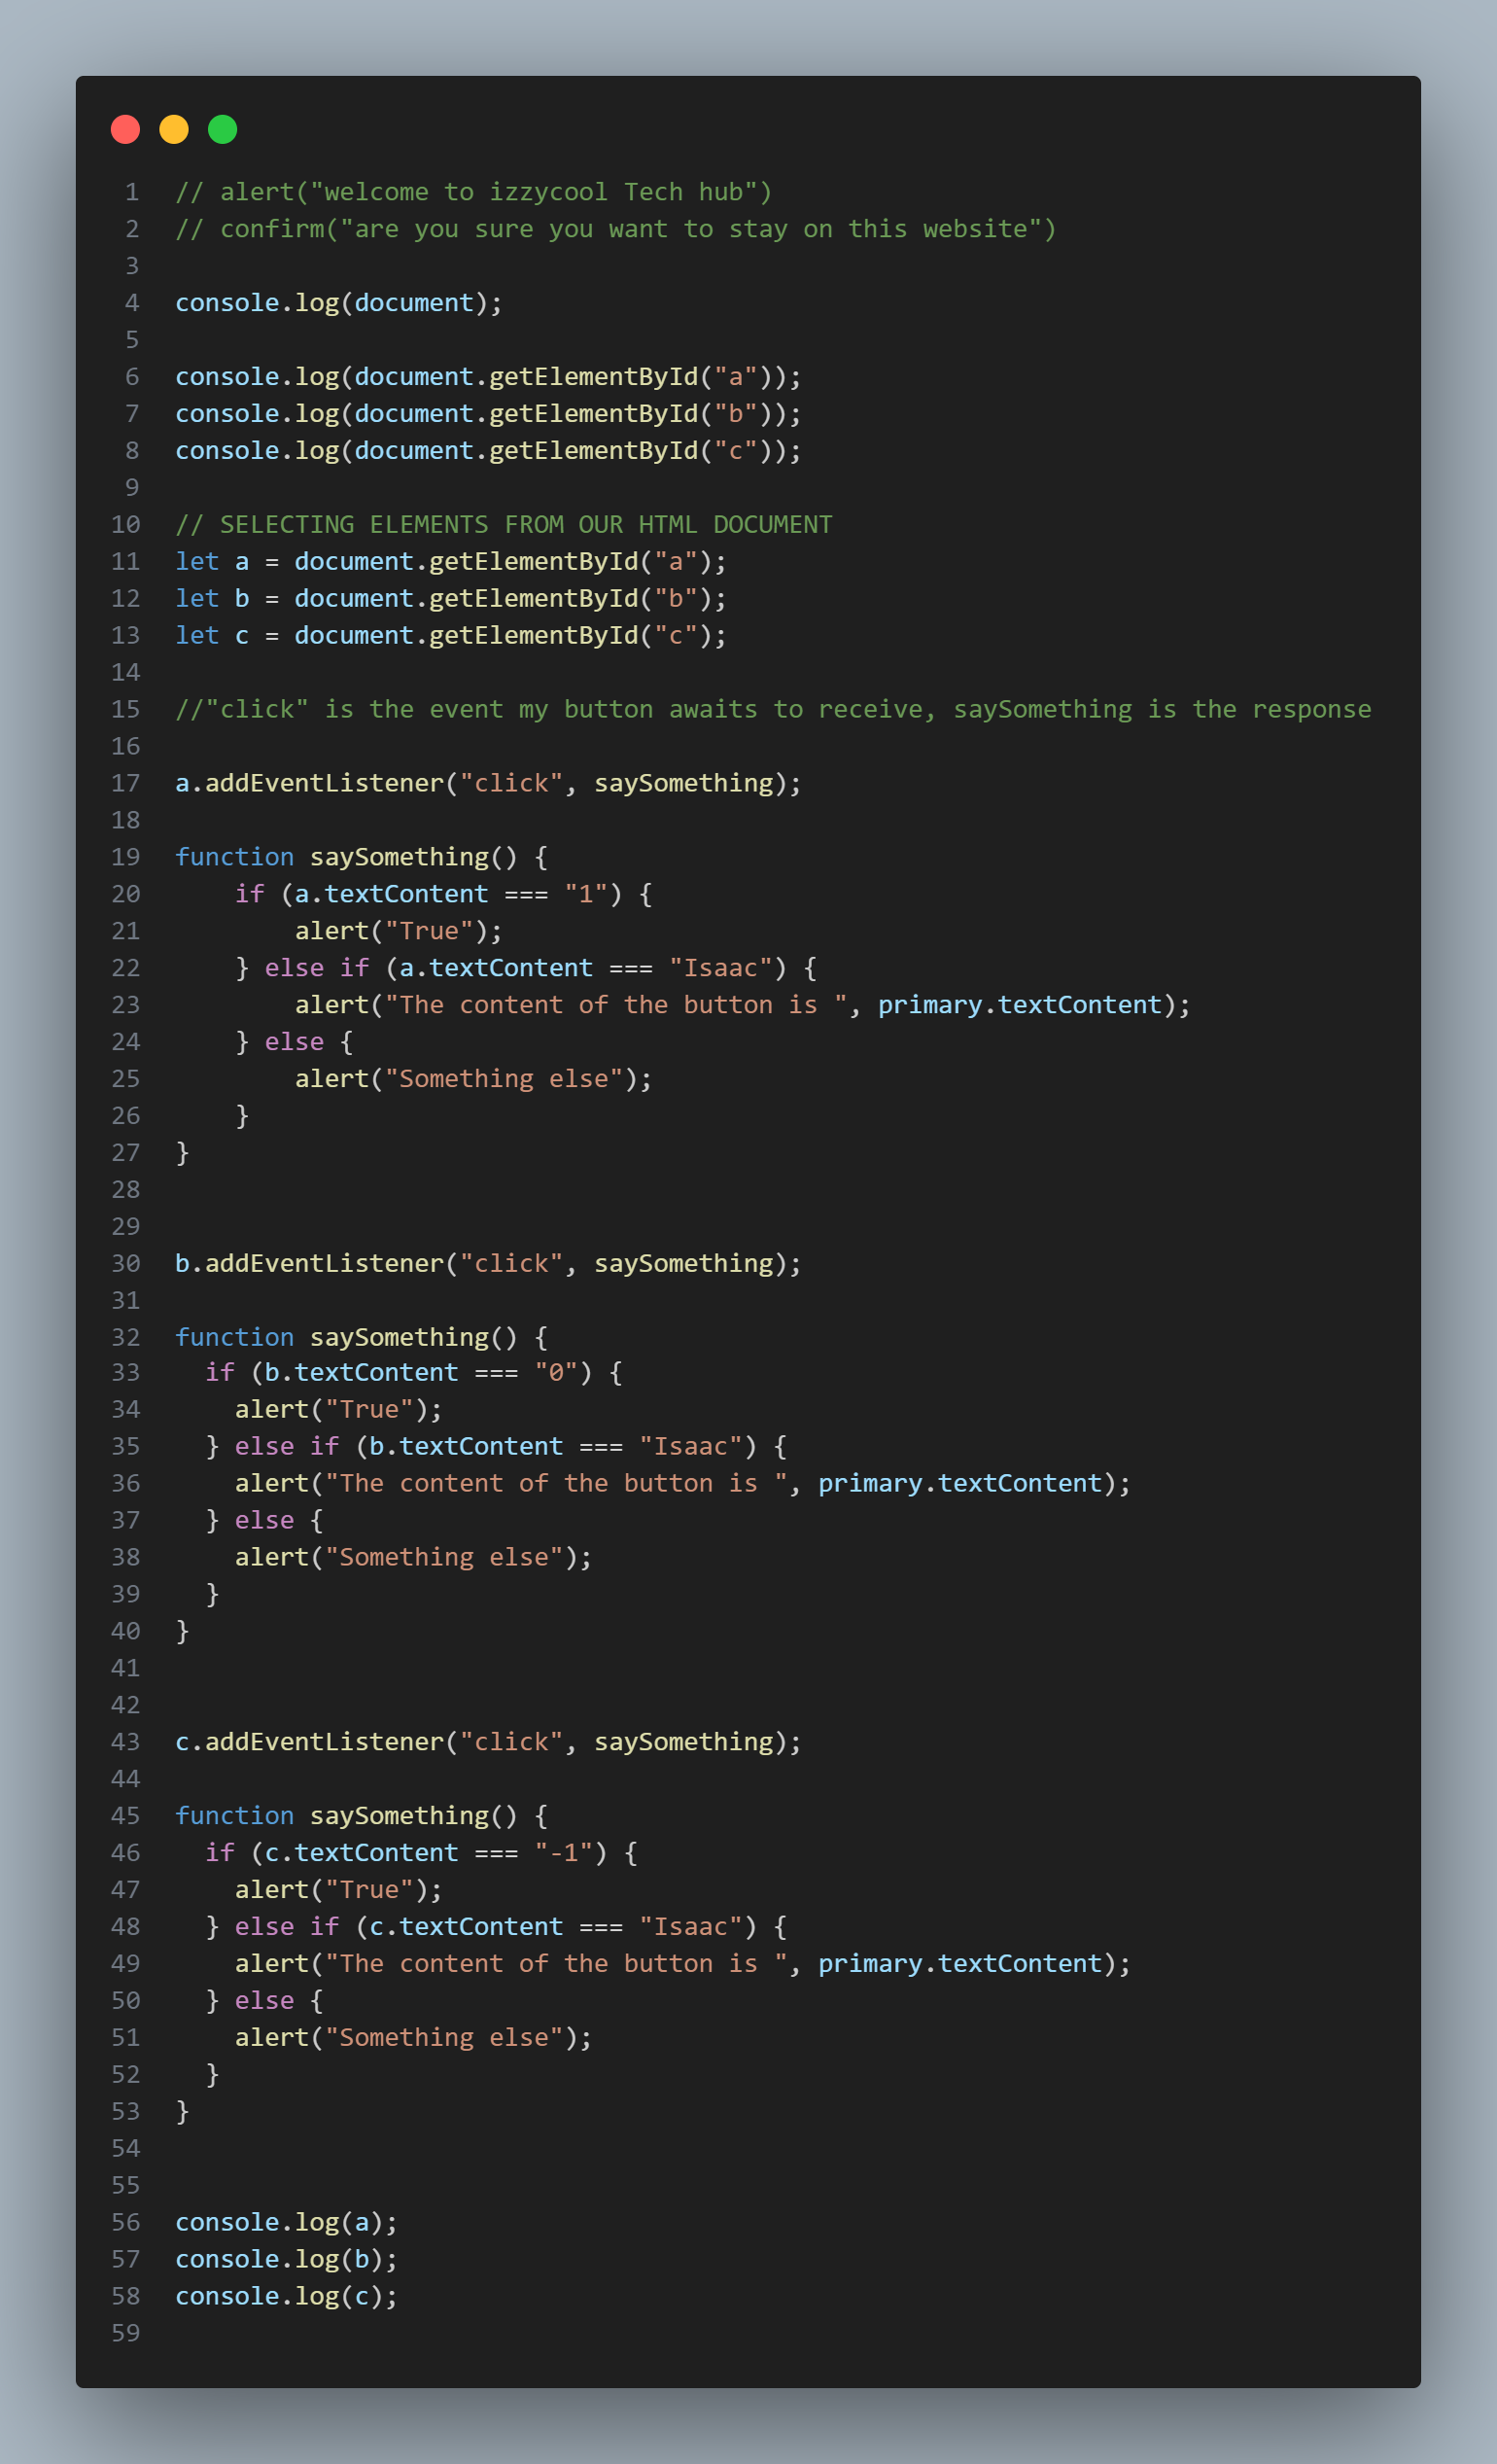 1 // alert("welcome to izzycool Tech hub")
2 // confirm("are you sure you want to stay on this website")
3
4 console.log(document);
5
6 console.log(document.getElementById("a"));
7 console.log(document.getElementById("b"));
8 console.log(document.getElementById("c"));
9
10 // SELECTING ELEMENTS FROM OUR HTML DOCUMENT
11 let a = document.getElementById("a");
12 let b = document.getElementById("b");
13 let c = document.getElementById("c");
14
15 //"click" is the event my button awaits to receive, saySomething is the response
16
17 a.addEventListener("click", saySomething);
18
19 function saySomething() {
20     if (a.textContent === "1") {
21         alert("True");
22     } else if (a.textContent === "Isaac") {
23         alert("The content of the button is ", primary.textContent);
24     } else {
25         alert("Something else");
26     }
27 }
28
29
30 b.addEventListener("click", saySomething);
31
32 function saySomething() {
33   if (b.textContent === "0") {
34     alert("True");
35   } else if (b.textContent === "Isaac") {
36     alert("The content of the button is ", primary.textContent);
37   } else {
38     alert("Something else");
39   }
40 }
41
42
43 c.addEventListener("click", saySomething);
44
45 function saySomething() {
46   if (c.textContent === "-1") {
47     alert("True");
48   } else if (c.textContent === "Isaac") {
49     alert("The content of the button is ", primary.textContent);
50   } else {
51     alert("Something else");
52   }
53 }
54
55
56 console.log(a);
57 console.log(b);
58 console.log(c);
59